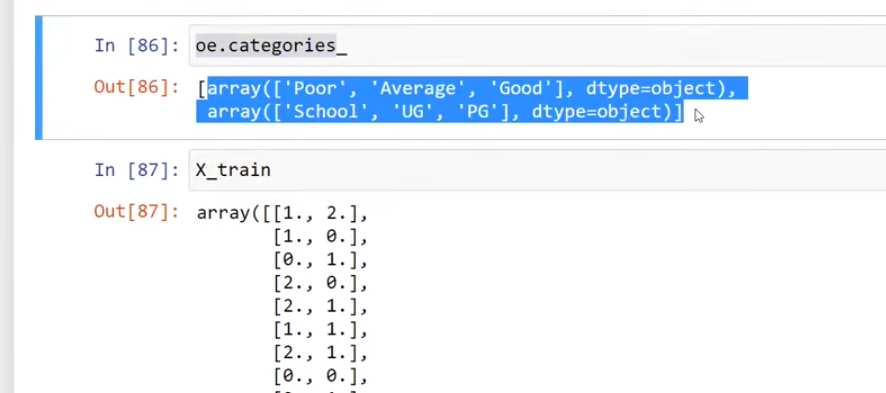 In [86]: oe.categories_
Out[86]: [array(['Poor', 'Average', 'Good'], dtype=object),
array(['School', 'UG', 'PG'], dtype=object)]
In [87]: X_train
Out[87]: array([[1., 2.],
[1., 0.],
[0., 1.],
[2., 0.],
[2., 1.],
[1., 1.],
[2., 1.],
[0., 0.],